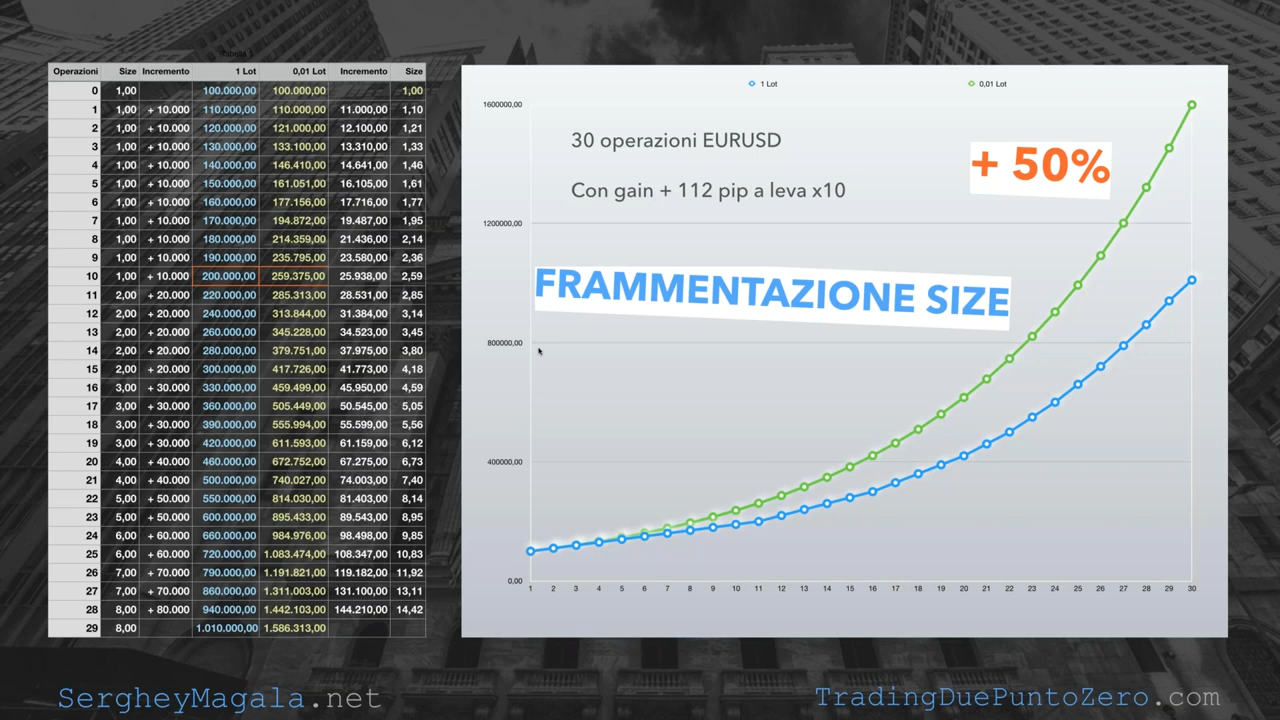 Tabella 1
Operazioni Size Incremento 1 Lot 0,01 Lot Incremento Size
0 1,00 100.000,00 100.000,00 1,00
1 1,00 + 10.000 110.000,00 110.000,00 11.000,00 1,10
2 1,00 + 10.000 120.000,00 121.000,00 12.100,00 1,21
3 1,00 + 10.000 130.000,00 133.100,00 13.310,00 1,33
4 1,00 + 10.000 140.000,00 146.410,00 14.641,00 1,46
5 1,00 + 10.000 150.000,00 161.051,00 16.105,00 1,61
6 1,00 + 10.000 160.000,00 177.156,00 17.716,00 1,77
7 1,00 + 10.000 170.000,00 194.872,00 19.487,00 1,95
8 1,00 + 10.000 180.000,00 214.359,00 21.436,00 2,14
9 1,00 + 10.000 190.000,00 235.795,00 23.580,00 2,36
10 1,00 + 10.000 200.000,00 259.375,00 25.938,00 2,59
11 2,00 + 20.000 220.000,00 285.313,00 28.531,00 2,85
12 2,00 + 20.000 240.000,00 313.844,00 31.384,00 3,14
13 2,00 + 20.000 260.000,00 345.228,00 34.523,00 3,45
14 2,00 + 20.000 280.000,00 379.751,00 37.975,00 3,80
15 2,00 + 20.000 300.000,00 417.726,00 41.773,00 4,18
16 3,00 + 30.000 330.000,00 459.499,00 45.950,00 4,59
17 3,00 + 30.000 360.000,00 505.449,00 50.545,00 5,05
18 3,00 + 30.000 390.000,00 555.994,00 55.599,00 5,56
19 3,00 + 30.000 420.000,00 611.593,00 61.159,00 6,12
20 4,00 + 40.000 460.000,00 672.752,00 67.275,00 6,73
21 4,00 + 40.000 500.000,00 740.027,00 74.003,00 7,40
22 5,00 + 50.000 550.000,00 814.030,00 81.403,00 8,14
23 5,00 + 50.000 600.000,00 895.433,00 89.543,00 8,95
24 6,00 + 60.000 660.000,00 984.976,00 98.498,00 9,85
25 6,00 + 60.000 720.000,00 1.083.474,00 108.347,00 10,83
26 7,00 + 70.000 790.000,00 1.191.821,00 119.182,00 11,92
27 7,00 + 70.000 860.000,00 1.311.003,00 131.100,00 13,11
28 8,00 + 80.000 940.000,00 1.442.103,00 144.210,00 14,42
29 8,00 1.010.000,00 1.586.313,00
1 Lot 0,01 Lot
1600000,00
30 operazioni EURUSD
+ 50%
Con gain + 112 pip a leva x10
1200000,00
FRAMMENTAZIONE SIZE
800000,00
400000,00
0,00
1 2 3 4 5 6 7 8 9 10 11 12 13 14 15 16 17 18 19 20 21 22 23 24 25 26 27 28 29 30
SergheyMagala.net
TradingDuePuntoZero.com